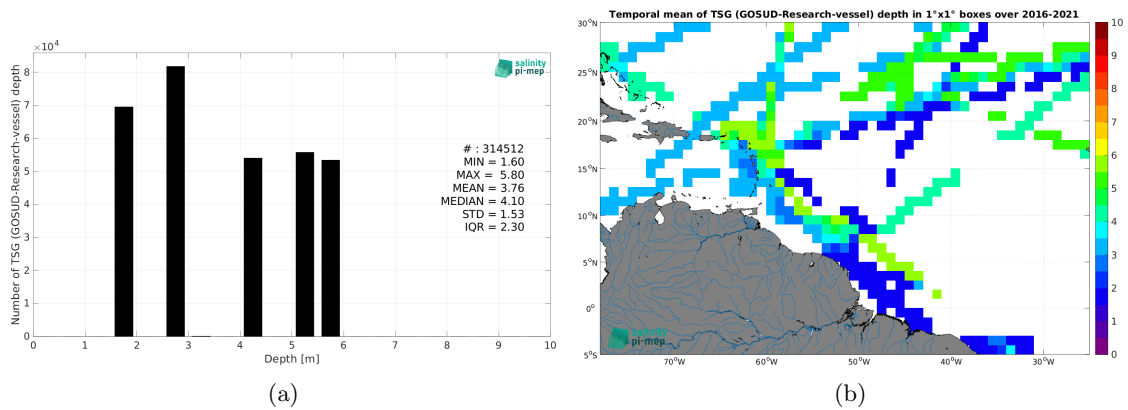 ×10⁴
9
8
7
6
5
4
3
2
1
0
Number of TSG (GOSUD-Research-vessel) depth
salinity
pi-mep
# : 314512
MIN = 1.60
MAX = 5.80
MEAN = 3.76
MEDIAN = 4.10
STD = 1.53
IQR = 2.30
0 1 2 3 4 5 6 7 8 9 10
Depth [m]
(a)
Temporal mean of TSG (GOSUD-Research-vessel) depth in 1°x1° boxes over 2016-2021
30°N
25°N
20°N
15°N
10°N
5°N
0°
5°S
salinity
pi-mep
70°W 60°W 50°W 40°W 30°W
10
9
8
7
6
5
4
3
2
1
0
(b)